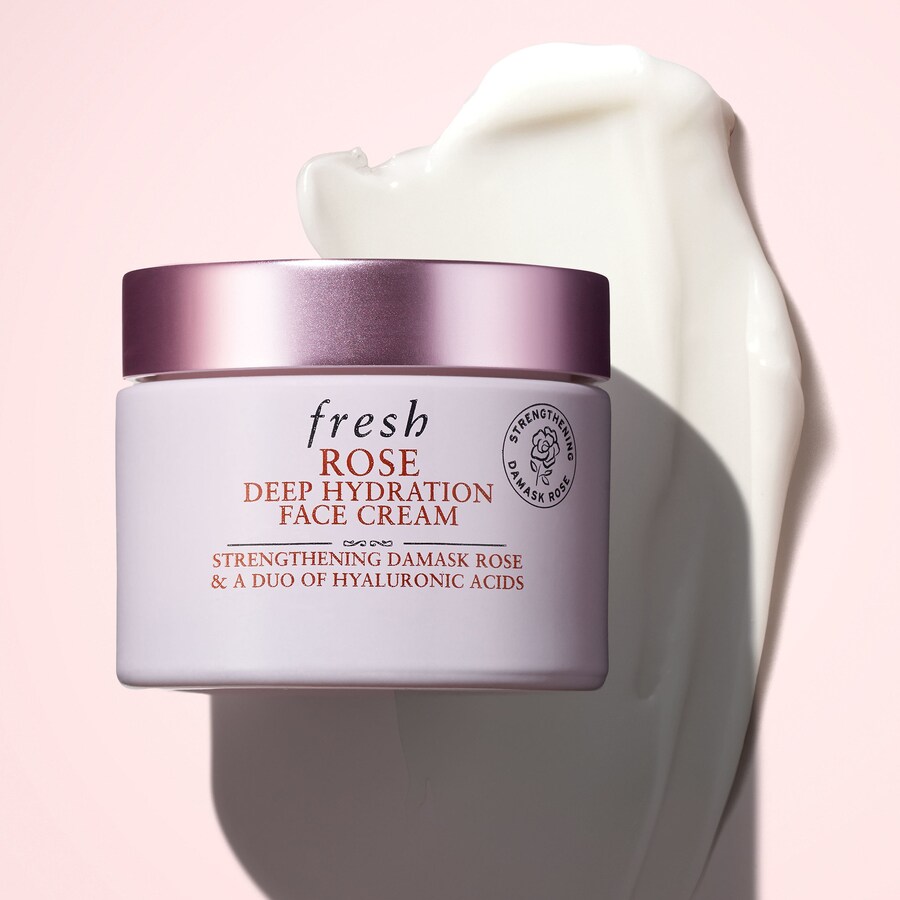 fresh
ROSE
DEEP HYDRATION
FACE CREAM
STRENGTHENING DAMASK ROSE
& A DUO OF HYALURONIC ACIDS
STRENGTHENING
DAMASK ROSE